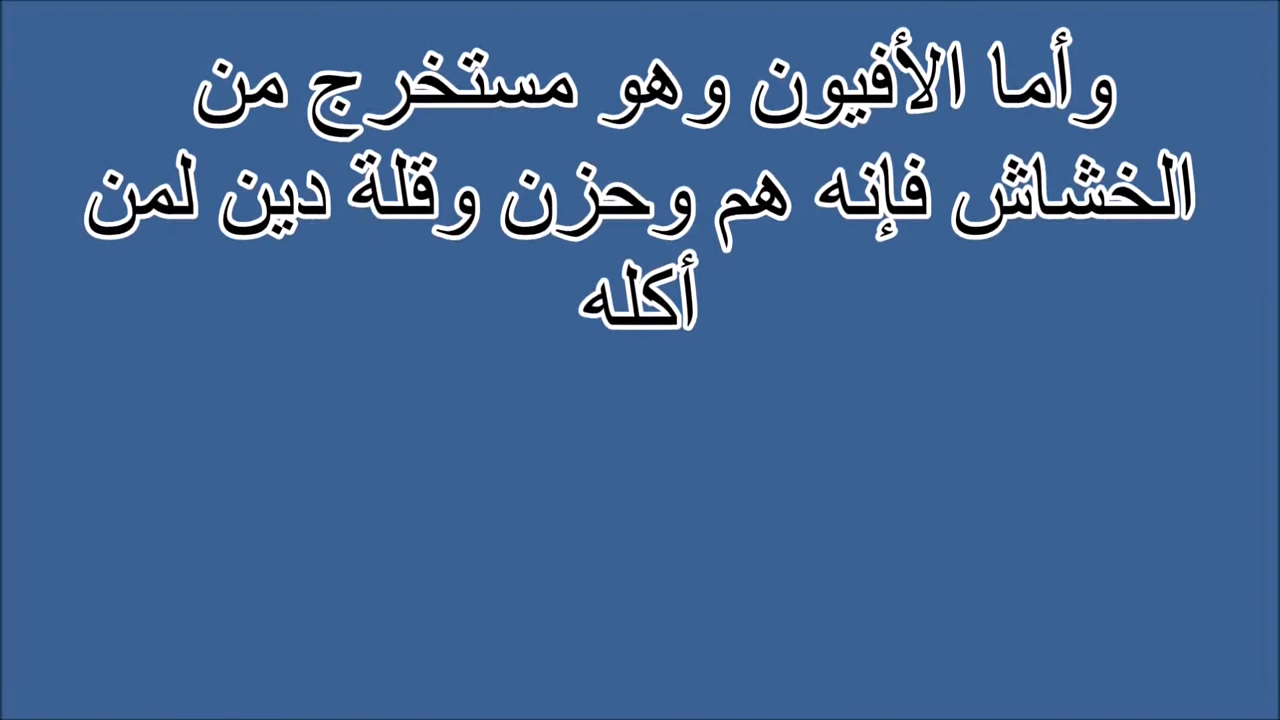 وأما الأفيون وهو مستخرج من
الخشاش فإنه هم وحزن وقلة دين لمن
أكله